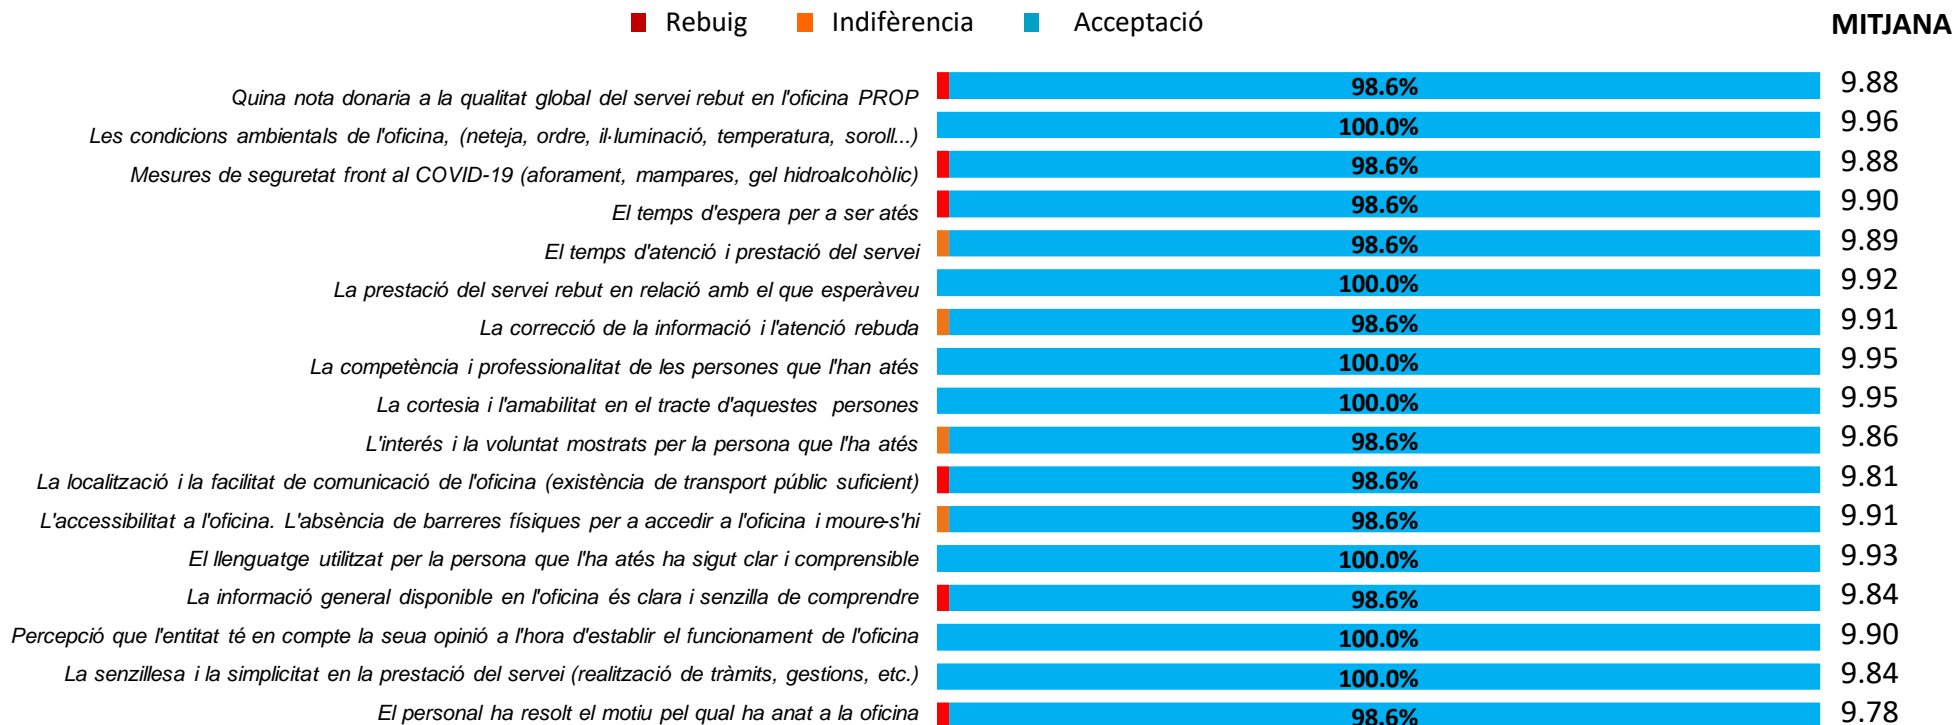 Rebuig Indifèrencia Acceptació MITJANA
Quina nota donaria a la qualitat global del servei rebut en l'oficina PROP 98.6% 9.88
Les condicions ambientals de l'oficina, (neteja, ordre, il·luminació, temperatura, soroll...) 100.0% 9.96
Mesures de seguretat front al COVID-19 (aforament, mampares, gel hidroalcohòlic) 98.6% 9.88
El temps d'espera per a ser atés 98.6% 9.90
El temps d'atenció i prestació del servei 98.6% 9.89
La prestació del servei rebut en relació amb el que esperàveu 100.0% 9.92
La correcció de la informació i l'atenció rebuda 98.6% 9.91
La competència i professionalitat de les persones que l'han atés 100.0% 9.95
La cortesia i l'amabilitat en el tracte d'aquestes persones 100.0% 9.95
L'interés i la voluntat mostrats per la persona que l'ha atés 98.6% 9.86
La localització i la facilitat de comunicació de l'oficina (existència de transport públic suficient) 98.6% 9.81
L'accessibilitat a l'oficina. L'absència de barreres físiques per a accedir a l'oficina i moure-s'hi 98.6% 9.91
El llenguatge utilitzat per la persona que l'ha atés ha sigut clar i comprensible 100.0% 9.93
La informació general disponible en l'oficina és clara i senzilla de comprendre 98.6% 9.84
Percepció que l'entitat té en compte la seua opinió a l'hora d'establir el funcionament de l'oficina 100.0% 9.90
La senzillesa i la simplicitat en la prestació del servei (realització de tràmits, gestions, etc.) 100.0% 9.84
El personal ha resolt el motiu pel qual ha anat a la oficina 98.6% 9.78